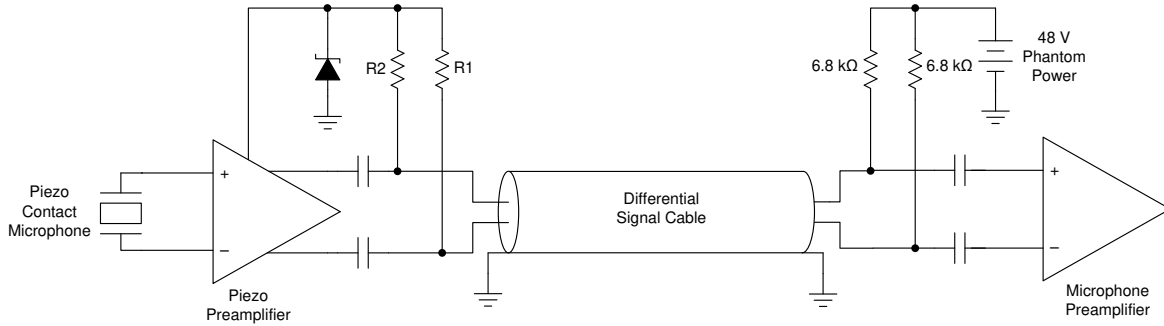 R2
R1
6.8 kΩ
6.8 kΩ
48 V
Phantom
Power
Piezo
Contact
Microphone
+
–
Piezo
Preamplifier
Differential
Signal Cable
+
–
Microphone
Preamplifier